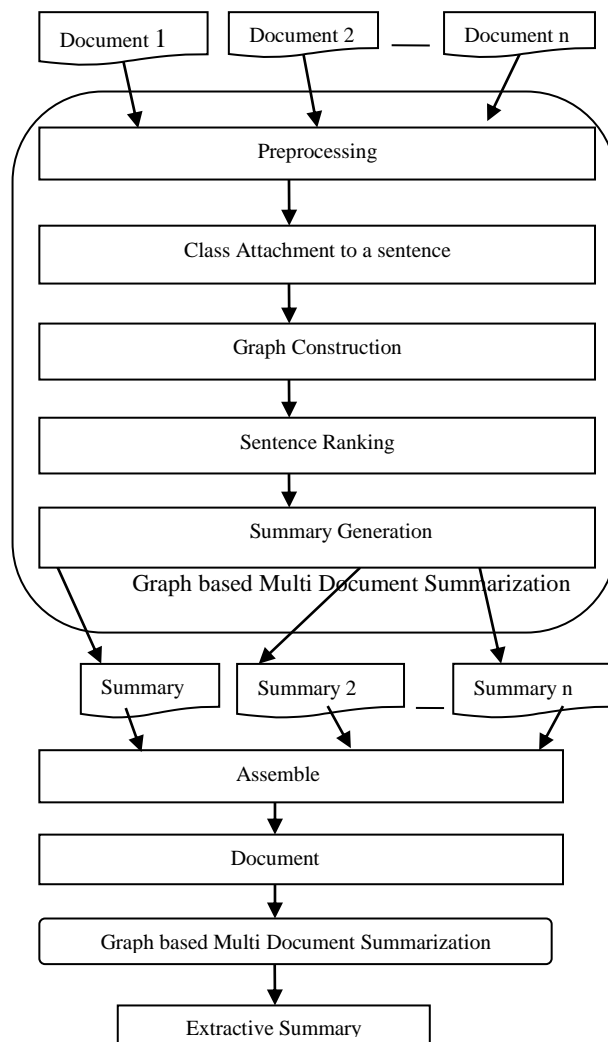 Document 1
Document 2
Document n
Preprocessing
Class Attachment to a sentence
Graph Construction
Sentence Ranking
Summary Generation
Graph based Multi Document Summarization
Summary
Summary 2
Summary n
Assemble
Document
Graph based Multi Document Summarization
Extractive Summary